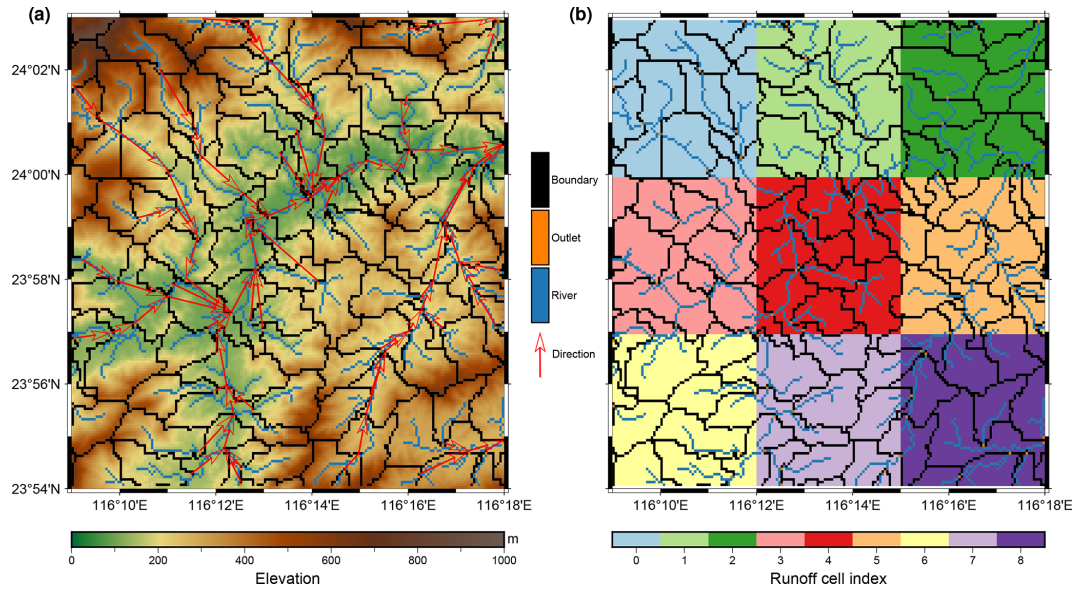 (a)
(b)
24°02'N
24°00'N
23°58'N
23°56'N
23°54'N
116°10'E 116°12'E 116°14'E 116°16'E 116°18'E
116°10'E 116°12'E 116°14'E 116°16'E 116°18'E
Boundary
Outlet
River
Direction
0 200 400 600 800 1000 m
Elevation
0 1 2 3 4 5 6 7 8
Runoff cell index